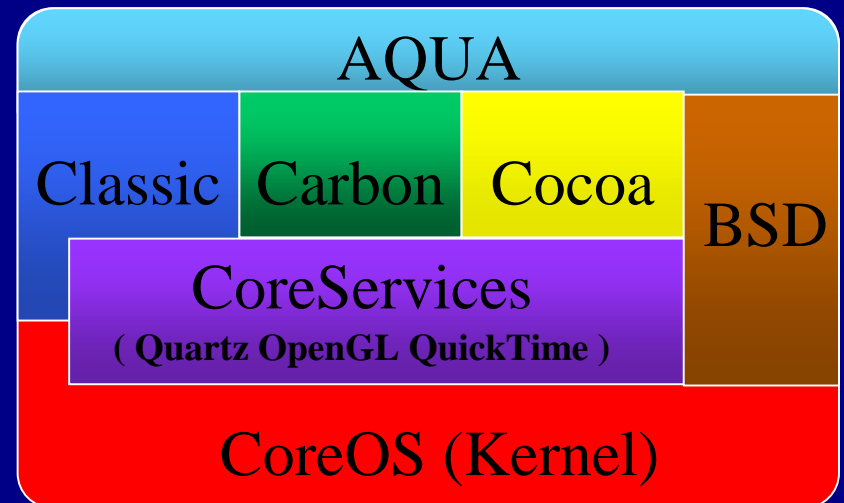 AQUA
Classic
Carbon
Cocoa
BSD
CoreServices
( Quartz OpenGL QuickTime )
CoreOS (Kernel)